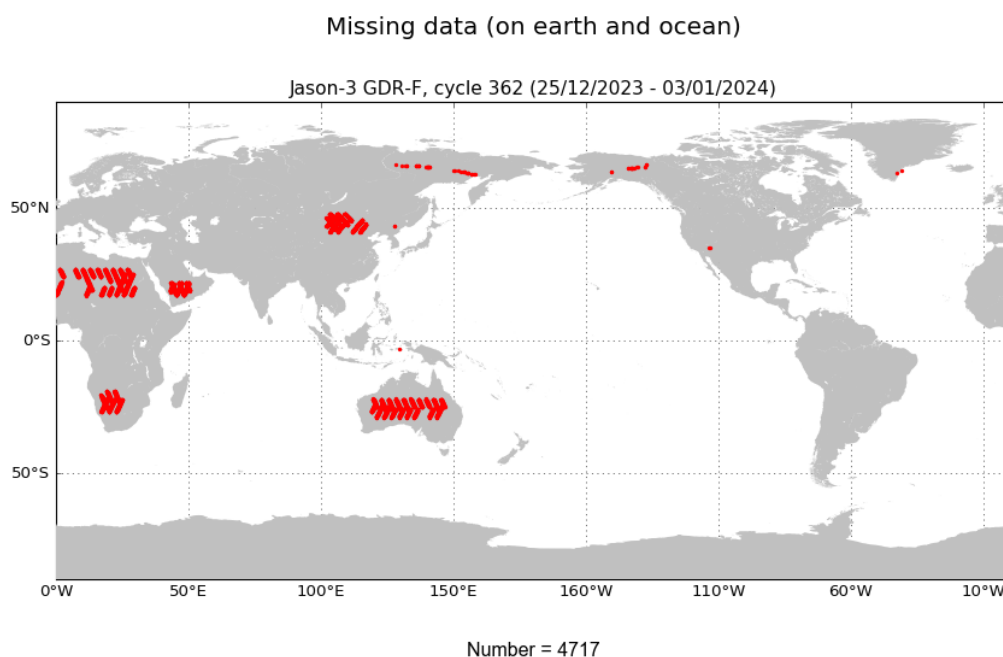 Missing data (on earth and ocean)
Jason-3 GDR-F, cycle 362 (25/12/2023 - 03/01/2024)
50°N
0°S
50°S
0°W 50°E 100°E 150°E 160°W 110°W 60°W 10°W
Number = 4717